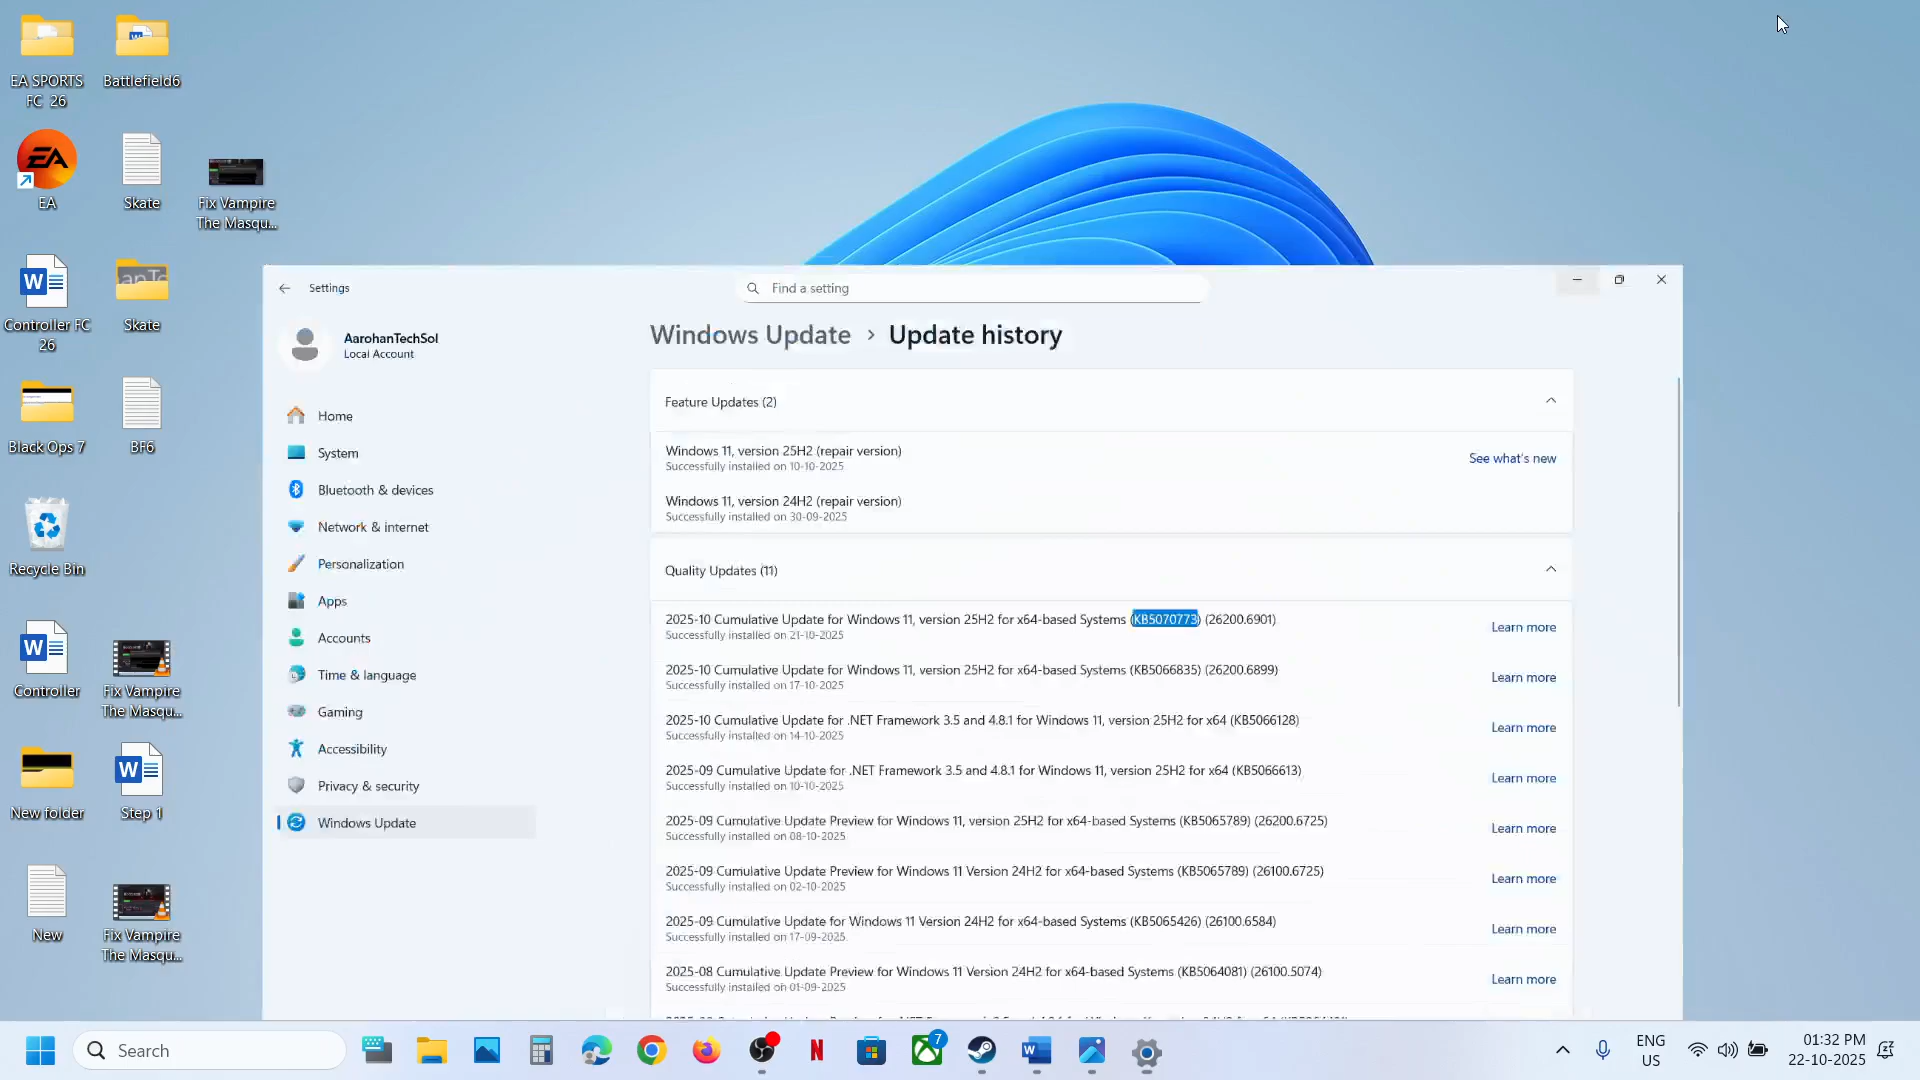 EA SPORTS
FC 26
Battlefield6
EA
Skate
Fix Vampire
The Masqu...
Controller FC
26
Skate
Black Ops 7
BF6
Recycle Bin
Controller
Fix Vampire
The Masqu...
New folder
Step 1
New
Fix Vampire
The Masqu...
Settings
Find a setting
AarohanTechSol
Local Account
Home
System
Bluetooth & devices
Network & internet
Personalization
Apps
Accounts
Time & language
Gaming
Accessibility
Privacy & security
Windows Update
Windows Update > Update history
Feature Updates (2)
Windows 11, version 25H2 (repair version)
Successfully installed on 10-10-2025
See what's new
Windows 11, version 24H2 (repair version)
Successfully installed on 30-09-2025
Quality Updates (11)
2025-10 Cumulative Update for Windows 11, version 25H2 for x64-based Systems (KB5070773) (26200.6901)
Successfully installed on 21-10-2025
Learn more
2025-10 Cumulative Update for Windows 11, version 25H2 for x64-based Systems (KB5066835) (26200.6899)
Successfully installed on 17-10-2025
Learn more
2025-10 Cumulative Update for .NET Framework 3.5 and 4.8.1 for Windows 11, version 25H2 for x64 (KB5066128)
Successfully installed on 14-10-2025
Learn more
2025-09 Cumulative Update for .NET Framework 3.5 and 4.8.1 for Windows 11, version 25H2 for x64 (KB5066613)
Successfully installed on 10-10-2025
Learn more
2025-09 Cumulative Update Preview for Windows 11, version 25H2 for x64-based Systems (KB5065789) (26200.6725)
Successfully installed on 08-10-2025
Learn more
2025-09 Cumulative Update Preview for Windows 11 Version 24H2 for x64-based Systems (KB5065789) (26100.6725)
Successfully installed on 02-10-2025
Learn more
2025-09 Cumulative Update for Windows 11 Version 24H2 for x64-based Systems (KB5065426) (26100.6584)
Successfully installed on 17-09-2025
Learn more
2025-08 Cumulative Update Preview for Windows 11 Version 24H2 for x64-based Systems (KB5064081) (26100.5074)
Successfully installed on 01-09-2025
Learn more
Search
7
ENG
US
01:32 PM
22-10-2025